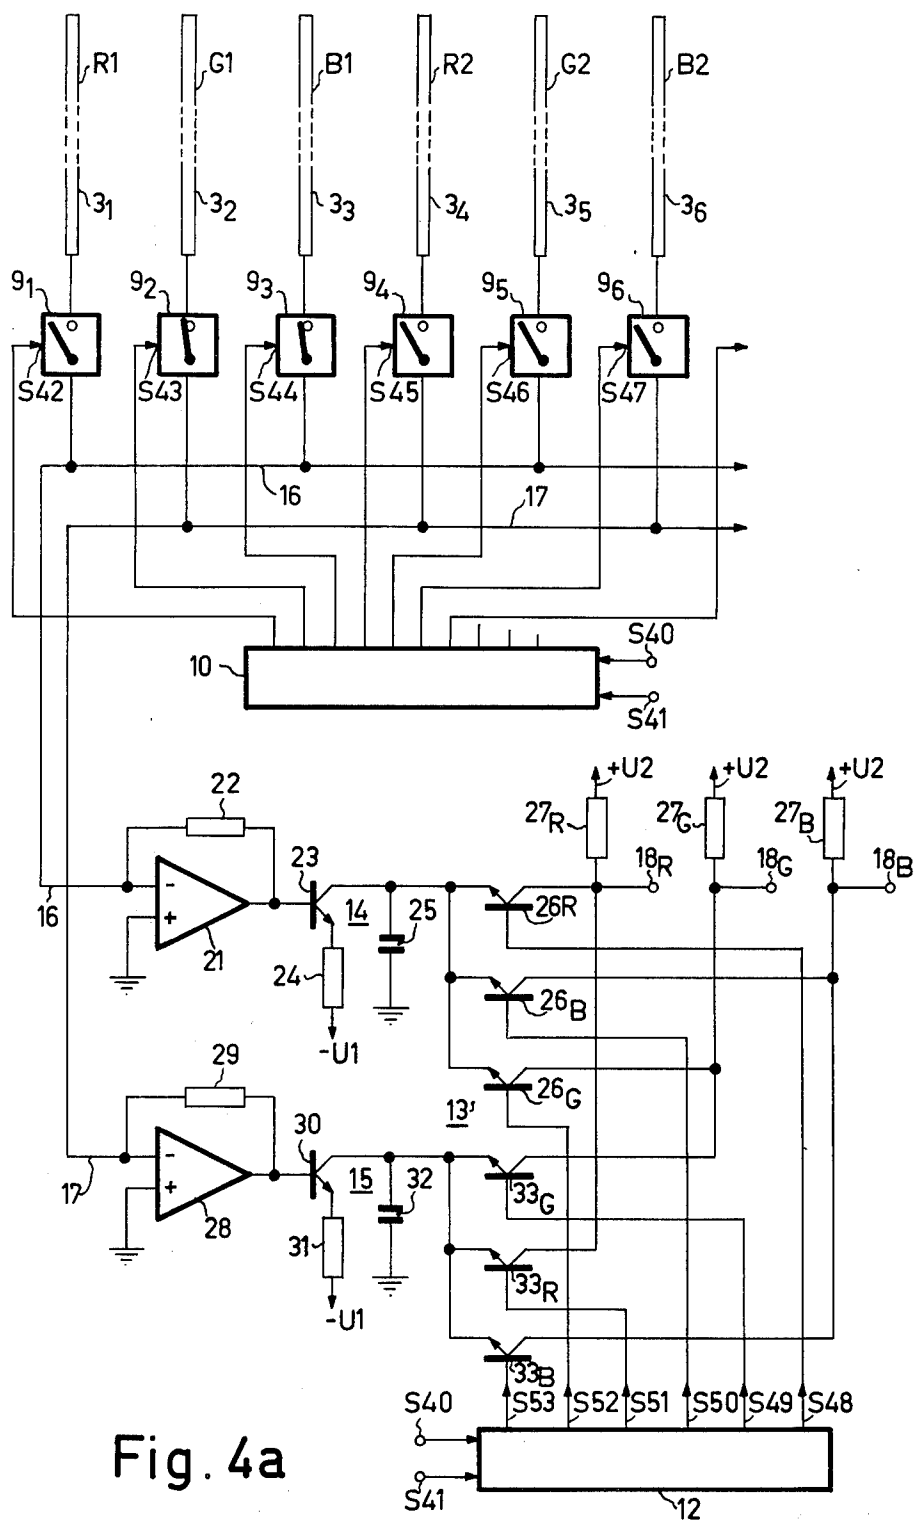 R1 G1 B1 R2 G2 B2
3₁ 3₂ 3₃ 3₄ 3₅ 3₆
9₁ 9₂ 9₃ 9₄ 9₅ 9₆
S42 S43 S44 S45 S46 S47
16
17
10
S40
S41
+U2 +U2 +U2
22
27R 27G 27B
23
18R 18G 18B
-
16
14
25
26R
+
21
24
26B
-U1
29
26G
13'
30
-
17
15
32
33G
+
28
31
33R
-U1
33B
S40
S53 S52 S51 S50 S49 S48
Fig. 4a
S41
12